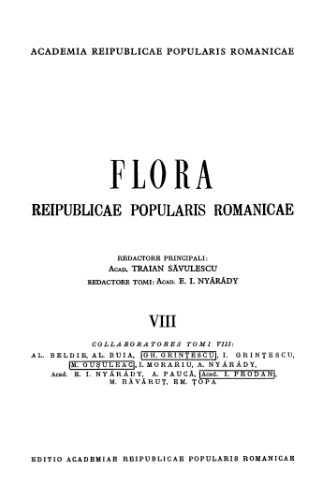 ACADEMIA REIPUBLICAE POPULARIS ROMANICAE
FLORA
REIPUBLICAE POPULARIS ROMANICAE
REDACTORE PRINCIPALI:
Acad. TRAIAN SĂVULESCU
REDACTORE TOMI: Acad. E. I. NYÁRÁDY
VIII
COLLABORATORES TOMI VIII:
AL. BELDIE, AL. BUIA, GH. GRINȚESCU, I. GRINȚESCU,
M. GUȘULEAC, I. MORARIU, A. NYÁRÁDY,
Acad. E. I. NYÁRÁDY, A. PAUCĂ, Acad. I. PRODAN,
M. RĂVĂRUȚ, EM. ȚOPA
EDITIO ACADEMIAE REIPUBLICAE POPULARIS ROMANICAE